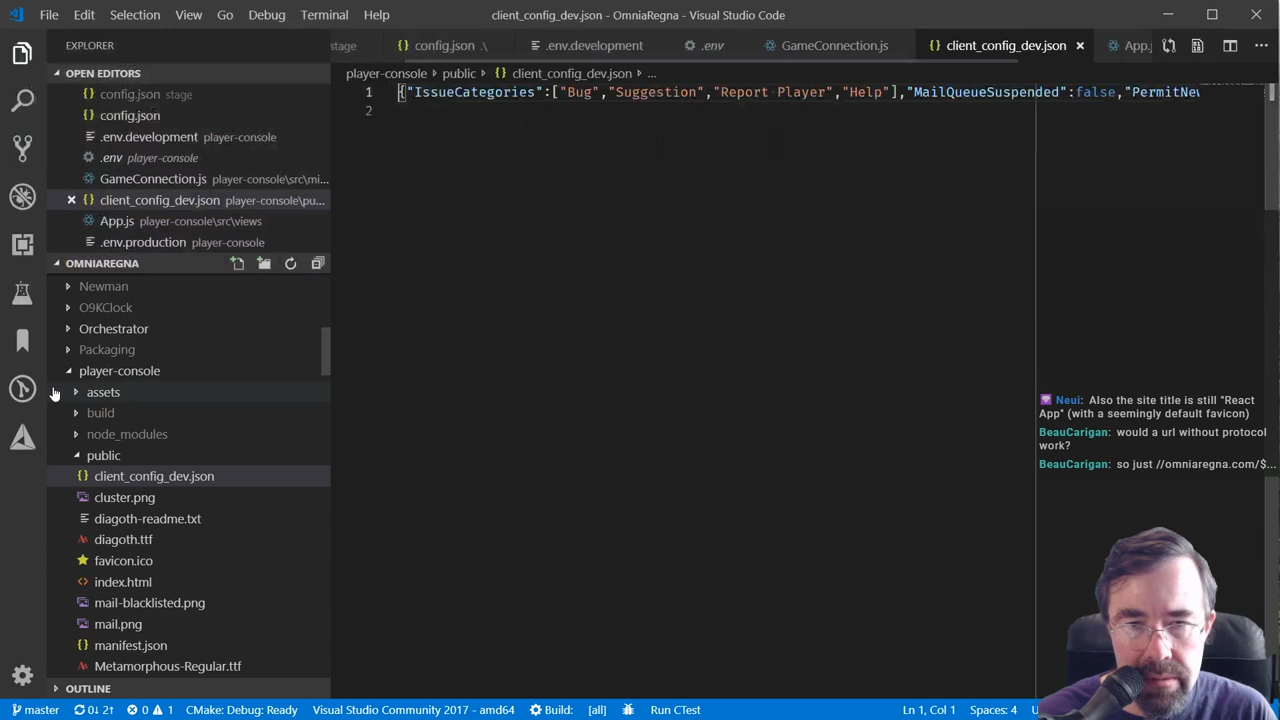 File Edit Selection View Go Debug Terminal Help
client_config_dev.json - OmniaRegna - Visual Studio Code
EXPLORER
stage
config.json .\
.env.development
.env
GameConnection.js
client_config_dev.json
App.j
OPEN EDITORS
config.json stage
config.json
.env.development player-console
.env player-console
GameConnection.js player-console\src\mi...
client_config_dev.json player-console\pu...
App.js player-console\src\views
.env.production player-console
player-console > public > client_config_dev.json > ...
1 {"IssueCategories":["Bug","Suggestion","Report Player","Help"],"MailQueueSuspended":false,"PermitNew
2
OMNIAREGNA
Newman
O9KClock
Orchestrator
Packaging
player-console
assets
build
node_modules
public
client_config_dev.json
cluster.png
diagoth-readme.txt
diagoth.ttf
favicon.ico
index.html
mail-blacklisted.png
mail.png
manifest.json
Metamorphous-Regular.ttf
OUTLINE
Neui: Also the site title is still "React
App" (with a seemingly default favicon)
BeauCarigan: would a url without protocol
work?
BeauCarigan: so just //omniaregna.com/$...
master 0↓ 2↑ 0 1 CMake: Debug: Ready Visual Studio Community 2017 - amd64 Build: [all] Run CTest Ln 1, Col 1 Spaces: 4